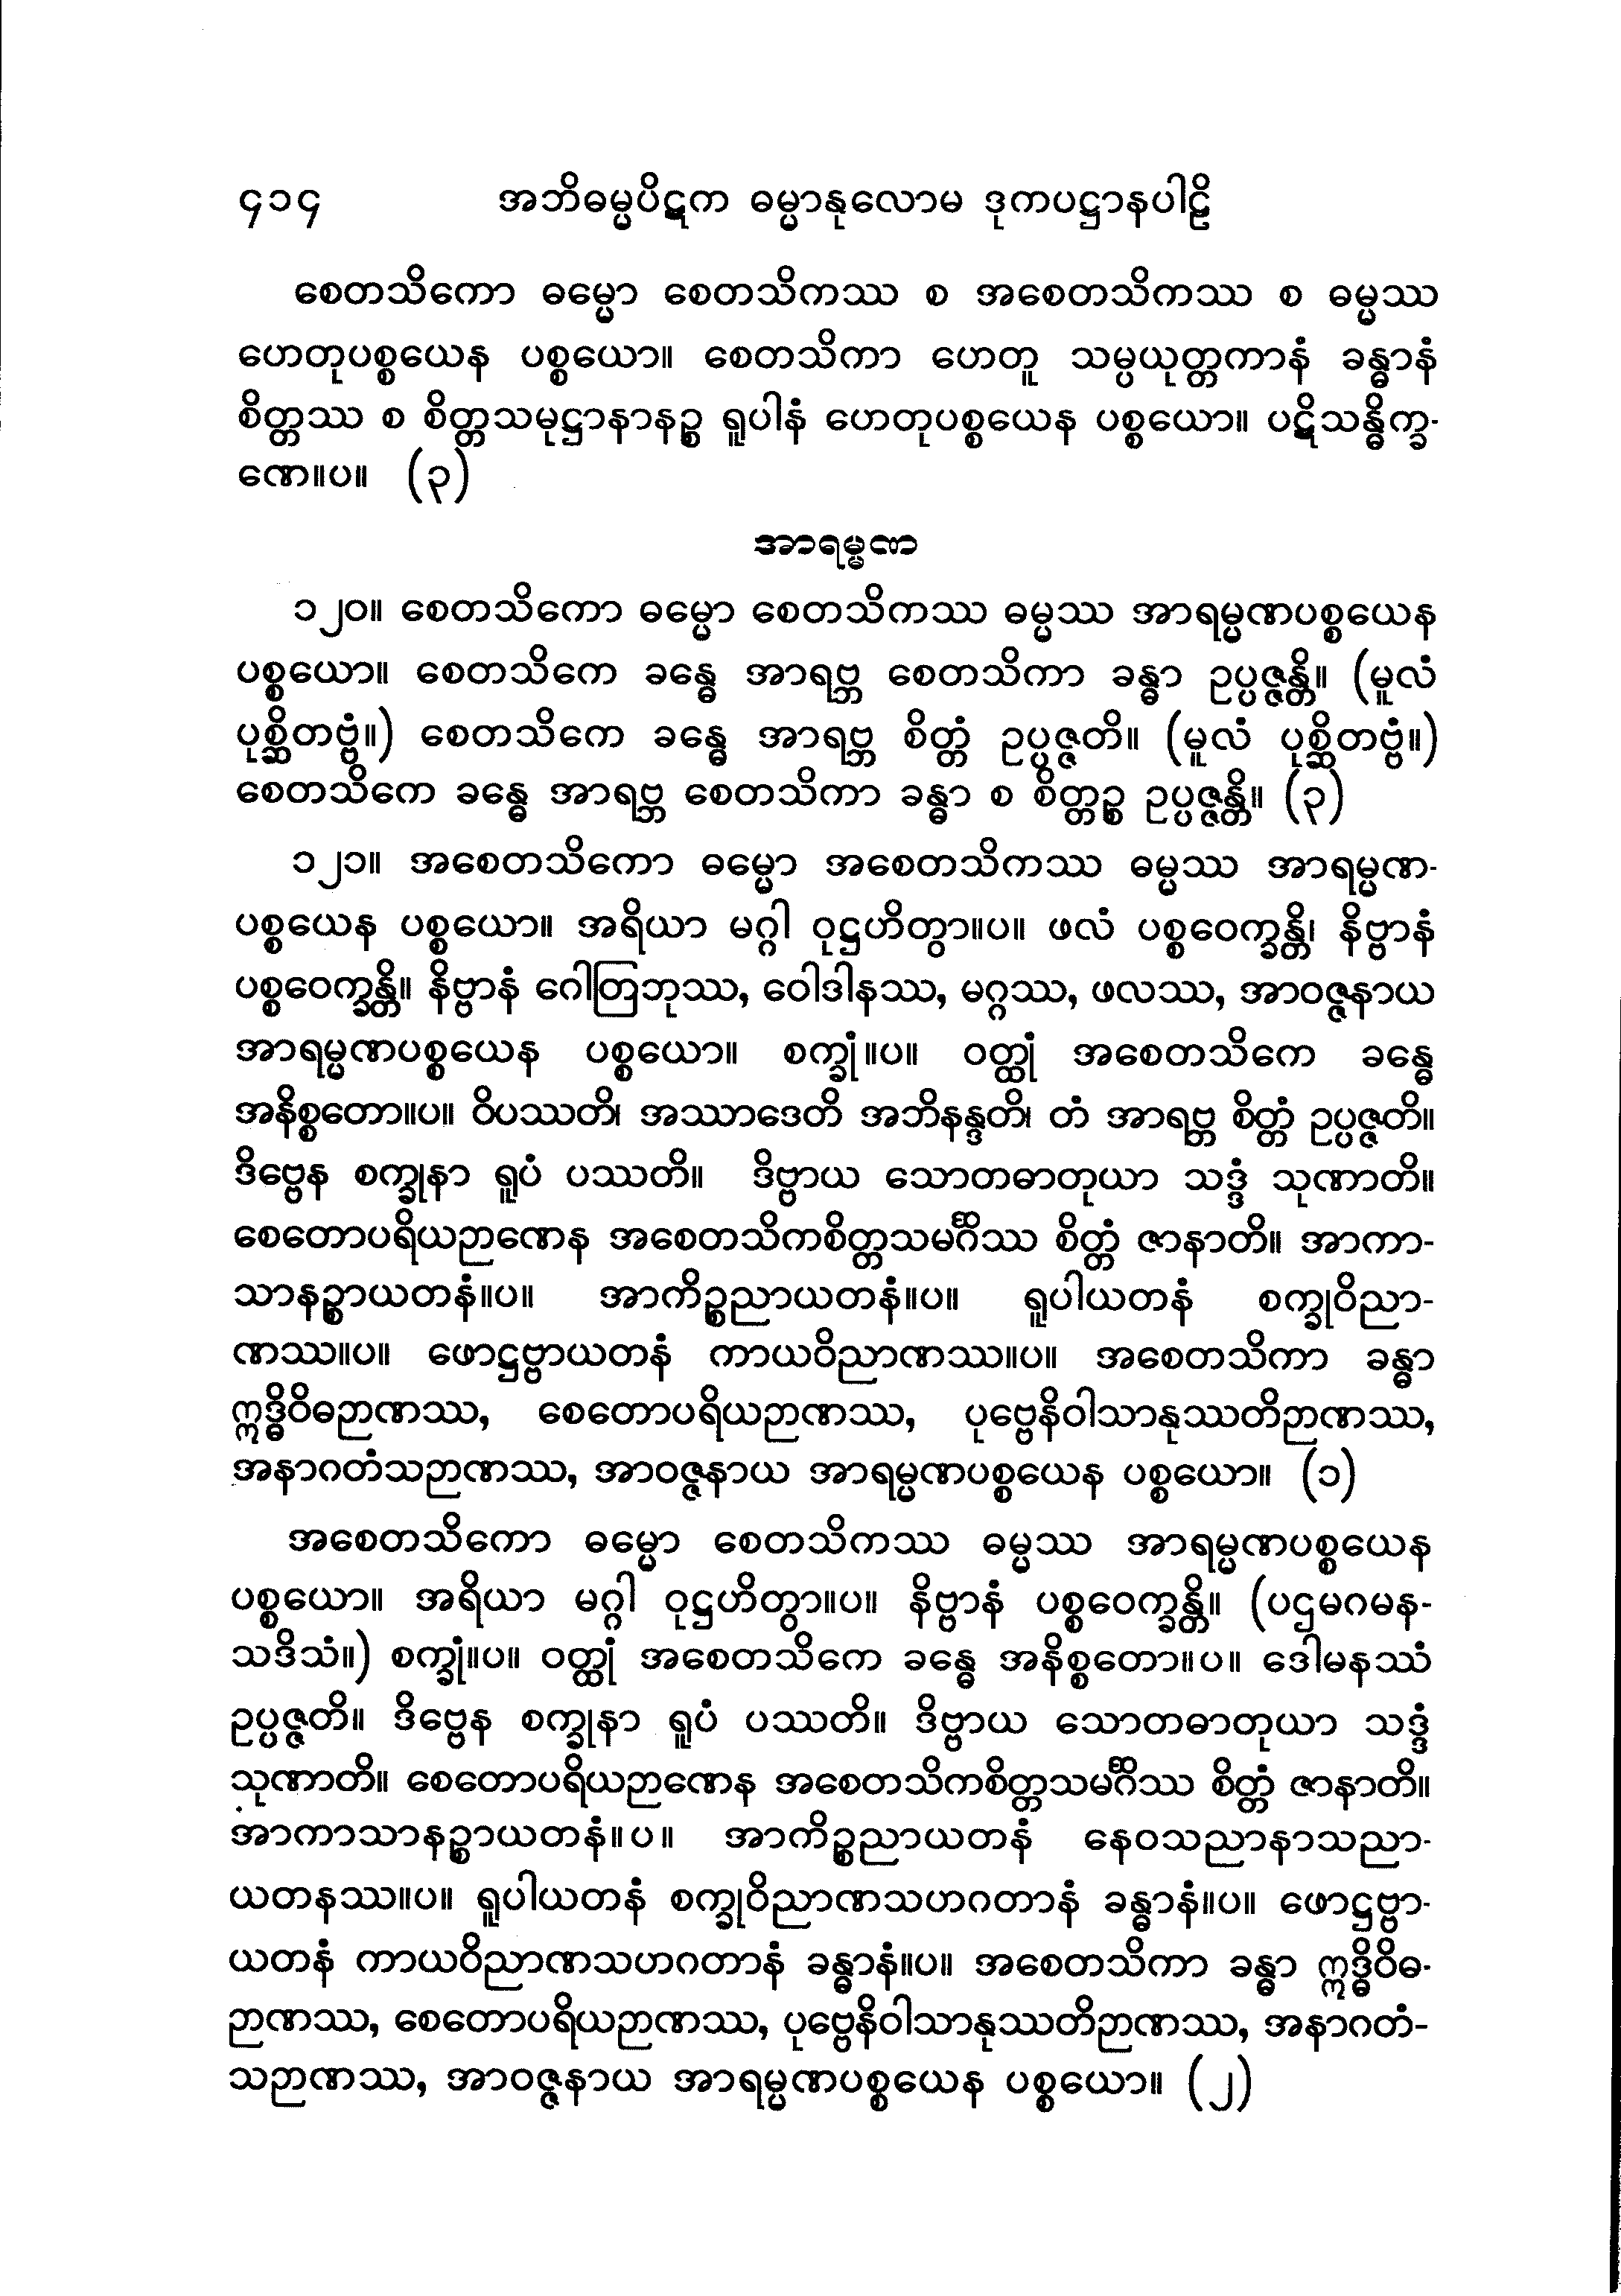 ၄၁၄ အဘိဓမ္မပိဋက ဓမ္မာနုလောမ ဒုကပဋ္ဌာနပါဠိ
စေတသိကော ဓမ္မော စေတသိကဿ စ အစေတသိကဿ စ ဓမ္မဿ
ဟေတုပစ္စယေန ပစ္စယော။ စေတသိကာ ဟေတူ သမ္ပယုတ္တကာနံ ခန္ဓာနံ
စိတ္တဿ စ စိတ္တသမုဋ္ဌာနာနဉ္စ ရူပါနံ ဟေတုပစ္စယေန ပစ္စယော။ ပဋိသန္ဓိက္ခ-
ဏေ။ပ။ (၃)
အာရမ္မဏ
၁၂၀။ စေတသိကော ဓမ္မော စေတသိကဿ ဓမ္မဿ အာရမ္မဏပစ္စယေန
ပစ္စယော။ စေတသိကေ ခန္ဓေ အာရဗ္ဘ စေတသိကာ ခန္ဓာ ဥပ္ပဇ္ဇန္တိ။ (မူလံ
ပုစ္ဆိတဗ္ဗံ။) စေတသိကေ ခန္ဓေ အာရဗ္ဘ စိတ္တံ ဥပ္ပဇ္ဇတိ။ (မူလံ ပုစ္ဆိတဗ္ဗံ။)
စေတသိကေ ခန္ဓေ အာရဗ္ဘ စေတသိကာ ခန္ဓာ စ စိတ္တဉ္စ ဥပ္ပဇ္ဇန္တိ။ (၃)
၁၂၁။ အစေတသိကော ဓမ္မော အစေတသိကဿ ဓမ္မဿ အာရမ္မဏ-
ပစ္စယေန ပစ္စယော။ အရိယာ မဂ္ဂါ ဝုဋ္ဌဟိတွာ။ပ။ ဖလံ ပစ္စဝေက္ခန္တိ၊ နိဗ္ဗာနံ
ပစ္စဝေက္ခန္တိ။ နိဗ္ဗာနံ ဂေါတြဘုဿ, ဝေါဒါနဿ, မဂ္ဂဿ, ဖလဿ, အာဝဇ္ဇနာယ
အာရမ္မဏပစ္စယေန ပစ္စယော။ စက္ခုံ။ပ။ ဝတ္ထုံ အစေတသိကေ ခန္ဓေ
အနိစ္စတော။ပ။ ဝိပဿတိ၊ အဿာဒေတိ အဘိနန္ဒတိ၊ တံ အာရဗ္ဘ စိတ္တံ ဥပ္ပဇ္ဇတိ။
ဒိဗ္ဗေန စက္ခုနာ ရူပံ ပဿတိ။ ဒိဗ္ဗာယ သောတဓာတုယာ သဒ္ဒံ သုဏာတိ။
စေတောပရိယဉာဏေန အစေတသိကစိတ္တသမင်္ဂိဿ စိတ္တံ ဇာနာတိ။ အာကာ-
သာနဉ္စာယတနံ။ပ။ အာကိဉ္စညာယတနံ။ပ။ ရူပါယတနံ စက္ခုဝိညာ-
ဏဿ။ပ။ ဖောဋ္ဌဗ္ဗာယတနံ ကာယဝိညာဏဿ။ပ။ အစေတသိကာ ခန္ဓာ
ဣဒ္ဓိဝိဓဉာဏဿ, စေတောပရိယဉာဏဿ, ပုဗ္ဗေနိဝါသာနုဿတိဉာဏဿ,
အနာဂတံသဉာဏဿ, အာဝဇ္ဇနာယ အာရမ္မဏပစ္စယေန ပစ္စယော။ (၁)
အစေတသိကော ဓမ္မော စေတသိကဿ ဓမ္မဿ အာရမ္မဏပစ္စယေန
ပစ္စယော။ အရိယာ မဂ္ဂါ ဝုဋ္ဌဟိတွာ။ပ။ နိဗ္ဗာနံ ပစ္စဝေက္ခန္တိ။ (ပဌမဂမန-
သဒိသံ။) စက္ခုံ။ပ။ ဝတ္ထုံ အစေတသိကေ ခန္ဓေ အနိစ္စတော။ပ။ ဒေါမနဿံ
ဥပ္ပဇ္ဇတိ။ ဒိဗ္ဗေန စက္ခုနာ ရူပံ ပဿတိ။ ဒိဗ္ဗာယ သောတဓာတုယာ သဒ္ဒံ
သုဏာတိ။ စေတောပရိယဉာဏေန အစေတသိကစိတ္တသမင်္ဂိဿ စိတ္တံ ဇာနာတိ။
အာကာသာနဉ္စာယတနံ။ပ။ အာကိဉ္စညာယတနံ နေဝသညာနာသညာ-
ယတနဿ။ပ။ ရူပါယတနံ စက္ခုဝိညာဏသဟဂတာနံ ခန္ဓာနံ။ပ။ ဖောဋ္ဌဗ္ဗာ-
ယတနံ ကာယဝိညာဏသဟဂတာနံ ခန္ဓာနံ။ပ။ အစေတသိကာ ခန္ဓာ ဣဒ္ဓိဝိဓ-
ဉာဏဿ, စေတောပရိယဉာဏဿ, ပုဗ္ဗေနိဝါသာနုဿတိဉာဏဿ, အနာဂတံ-
သဉာဏဿ, အာဝဇ္ဇနာယ အာရမ္မဏပစ္စယေန ပစ္စယော။ (၂)